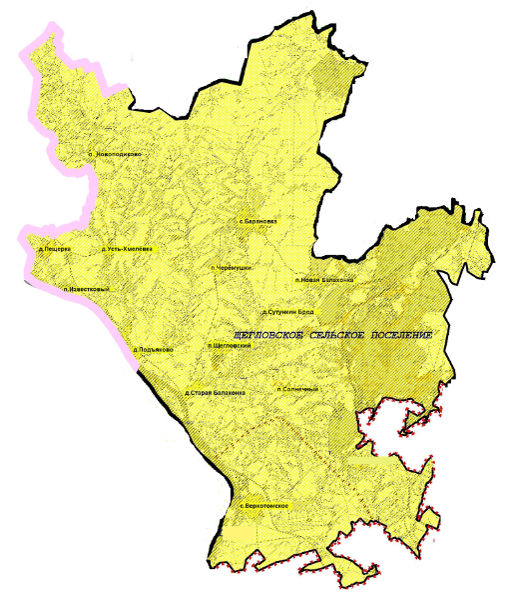 п. Новоподиково
с.Барановка
д.Пещерка
д.Усть-Хмелёвка
п.Черемушки
п.Известковый
п.Новая Балахонка
д.Сутункин Брод
ЩЕГЛОВСКОЕ СЕЛЬСКОЕ ПОСЕЛЕНИЕ
д.Подъяково
п.Щегловский
д.Старая Балахонка
п.Солнечный
с.Верхотомское